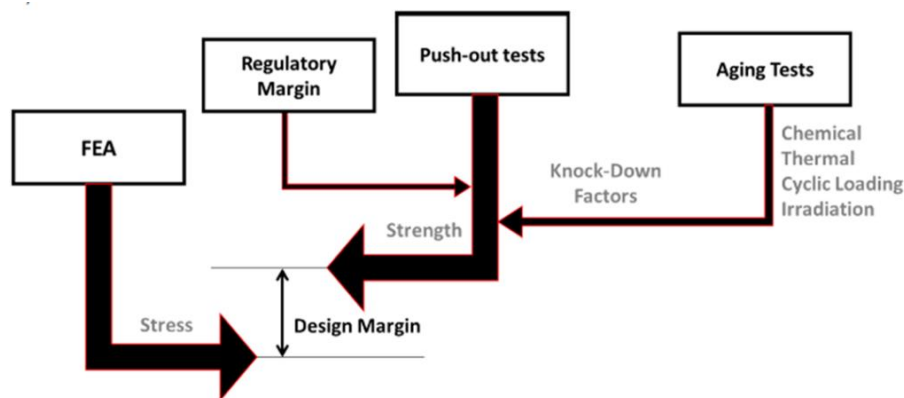 Regulatory
Margin
Push-out tests
Aging Tests
FEA
Chemical
Thermal
Cyclic Loading
Irradiation
Knock-Down
Factors
Strength
Stress
Design Margin